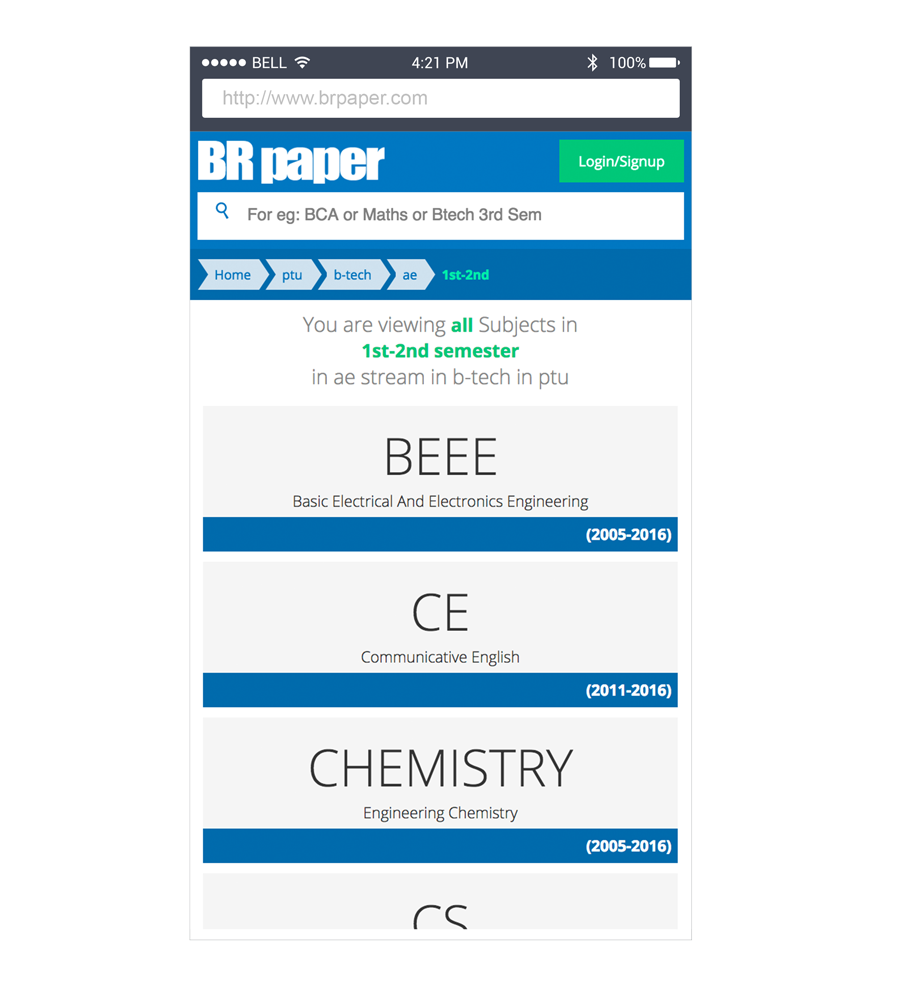 BELL 4:21 PM 100%
http://www.brpaper.com
BR paper Login/Signup
For eg: BCA or Maths or Btech 3rd Sem
Home ptu b-tech ae 1st-2nd
You are viewing all Subjects in
1st-2nd semester
in ae stream in b-tech in ptu
BEEE
Basic Electrical And Electronics Engineering
(2005-2016)
CE
Communicative English
(2011-2016)
CHEMISTRY
Engineering Chemistry
(2005-2016)
CS